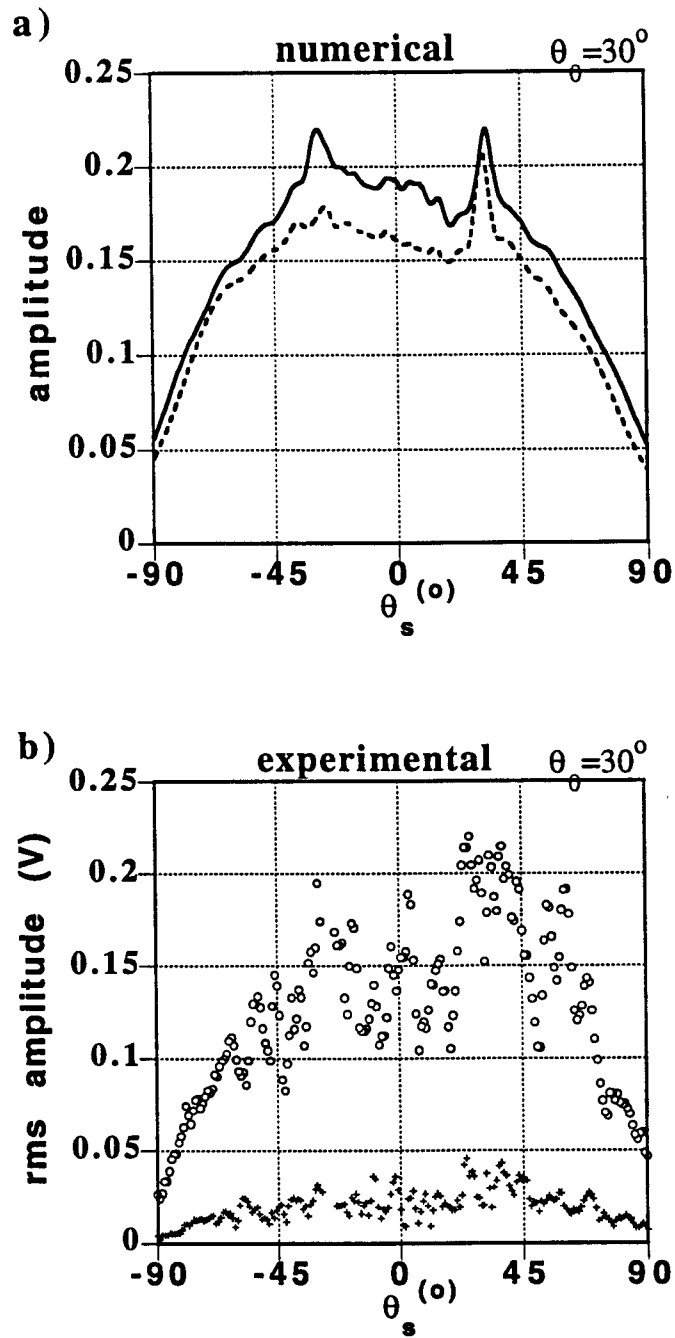 a)
numerical
θ0=30o
0.25
0.2
0.15
0.1
0.05
0
amplitude
-90 -45 0 45 90
θs (o)
b)
experimental
θ0=30o
0.25
0.2
0.15
0.1
0.05
0
rms amplitude (V)
-90 -45 0 45 90
θs (o)